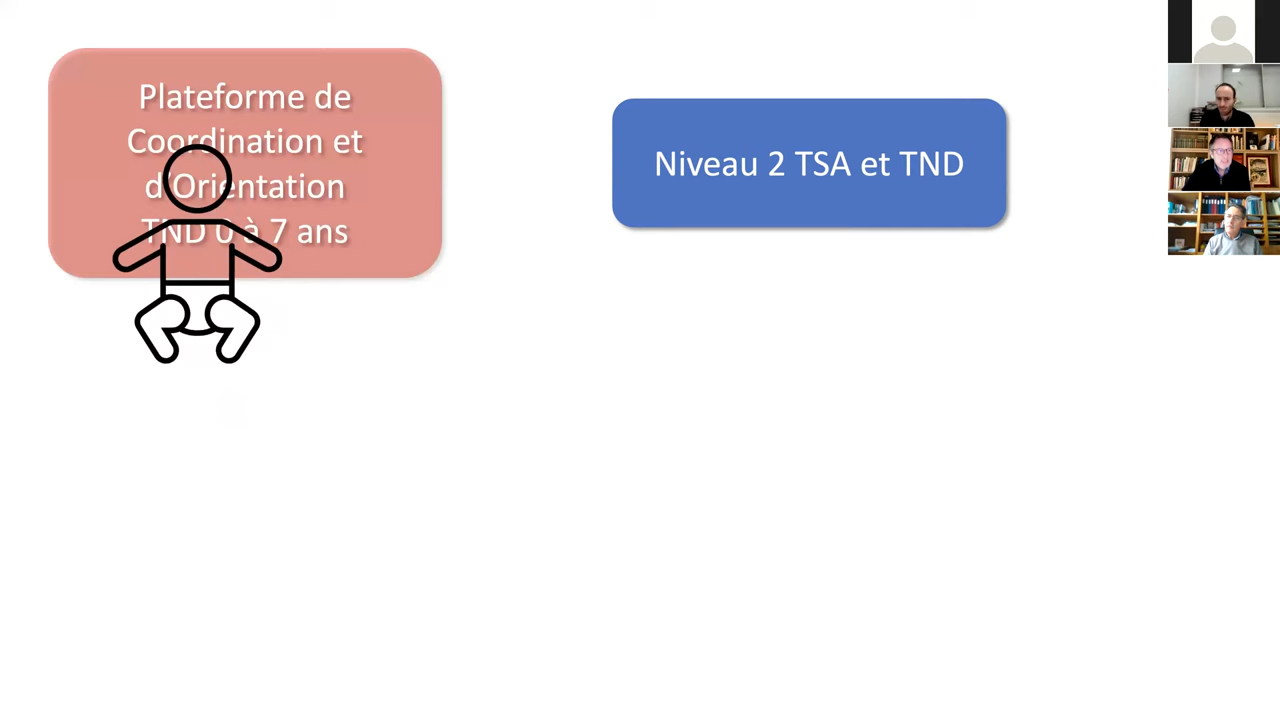 Plateforme de
Coordination et
d'Orientation
TND 0 à 7 ans
Niveau 2 TSA et TND